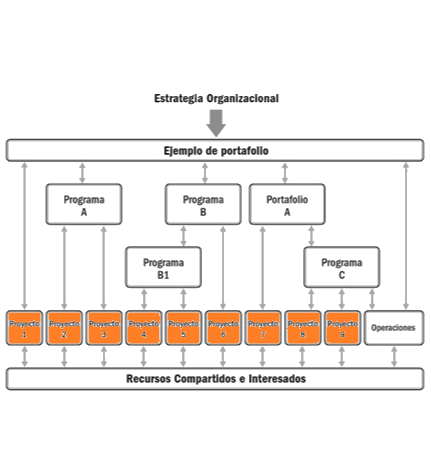 Estrategia Organizacional
Ejemplo de portafolio
Programa
A
Programa
B
Portafolio
A
Programa
B1
Programa
C
Proyecto
1
Proyecto
2
Proyecto
3
Proyecto
4
Proyecto
5
Proyecto
6
Proyecto
7
Proyecto
8
Proyecto
9
Operaciones
Recursos Compartidos e Interesados